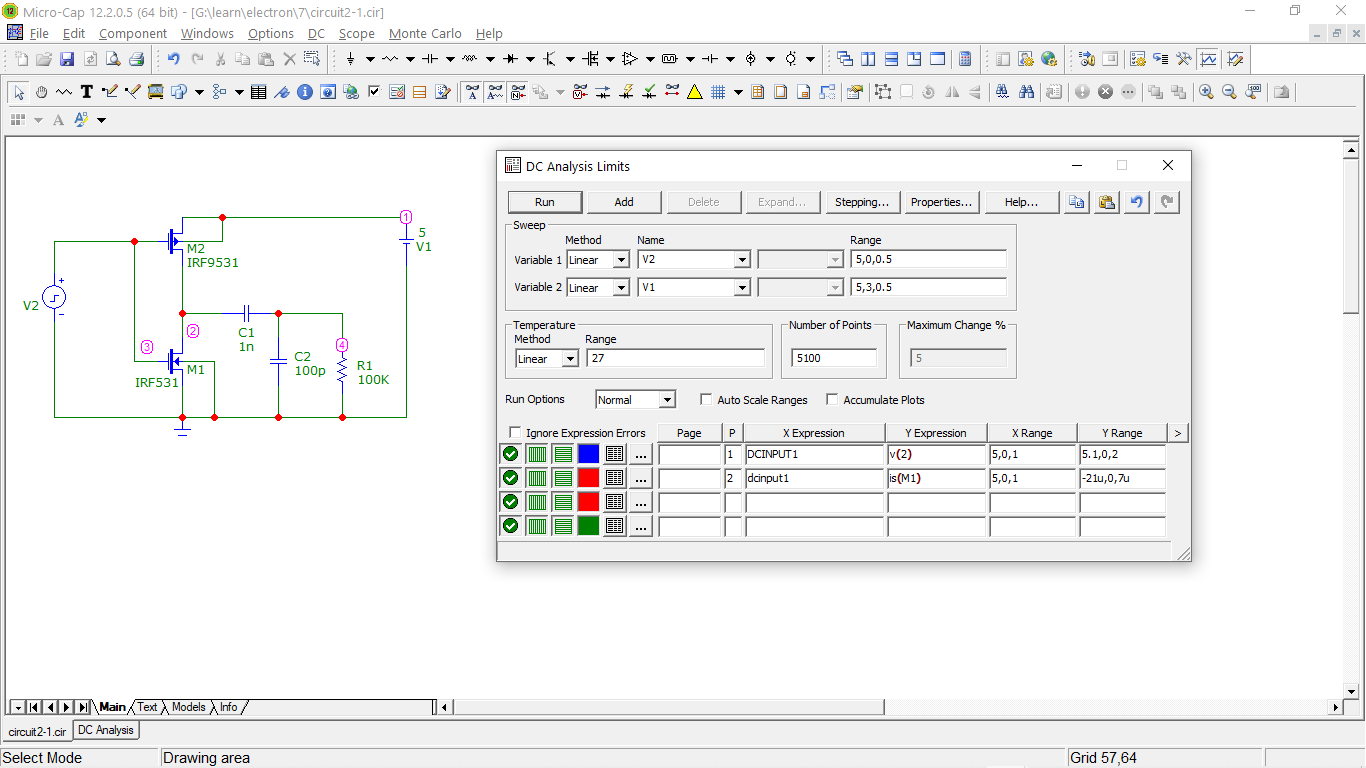 Micro-Cap 12.2.0.5 (64 bit) - [G:\learn\electron\7\circuit2-1.cir]
File Edit Component Windows Options DC Scope Monte Carlo Help
DC Analysis Limits
Run Add Delete Expand... Stepping... Properties... Help...
Sweep
Method Name Range
Variable 1 Linear V2 5,0,0.5
Variable 2 Linear V1 5,3,0.5
Temperature Number of Points Maximum Change %
Method Range
Linear 27 5100 5
Run Options Normal Auto Scale Ranges Accumulate Plots
Ignore Expression Errors Page P X Expression Y Expression X Range Y Range >
1 DCINPUT1 v(2) 5,0,1 5.1,0,2
2 dcinput1 is(M1) 5,0,1 -21u,0,7u
1
5
V1
M2
IRF9531
V2
+
-
2
3
C1
1n
4
C2
100p
R1
100K
M1
IRF531
Main Text Models Info
circuit2-1.cir DC Analysis
Select Mode Drawing area Grid 57,64